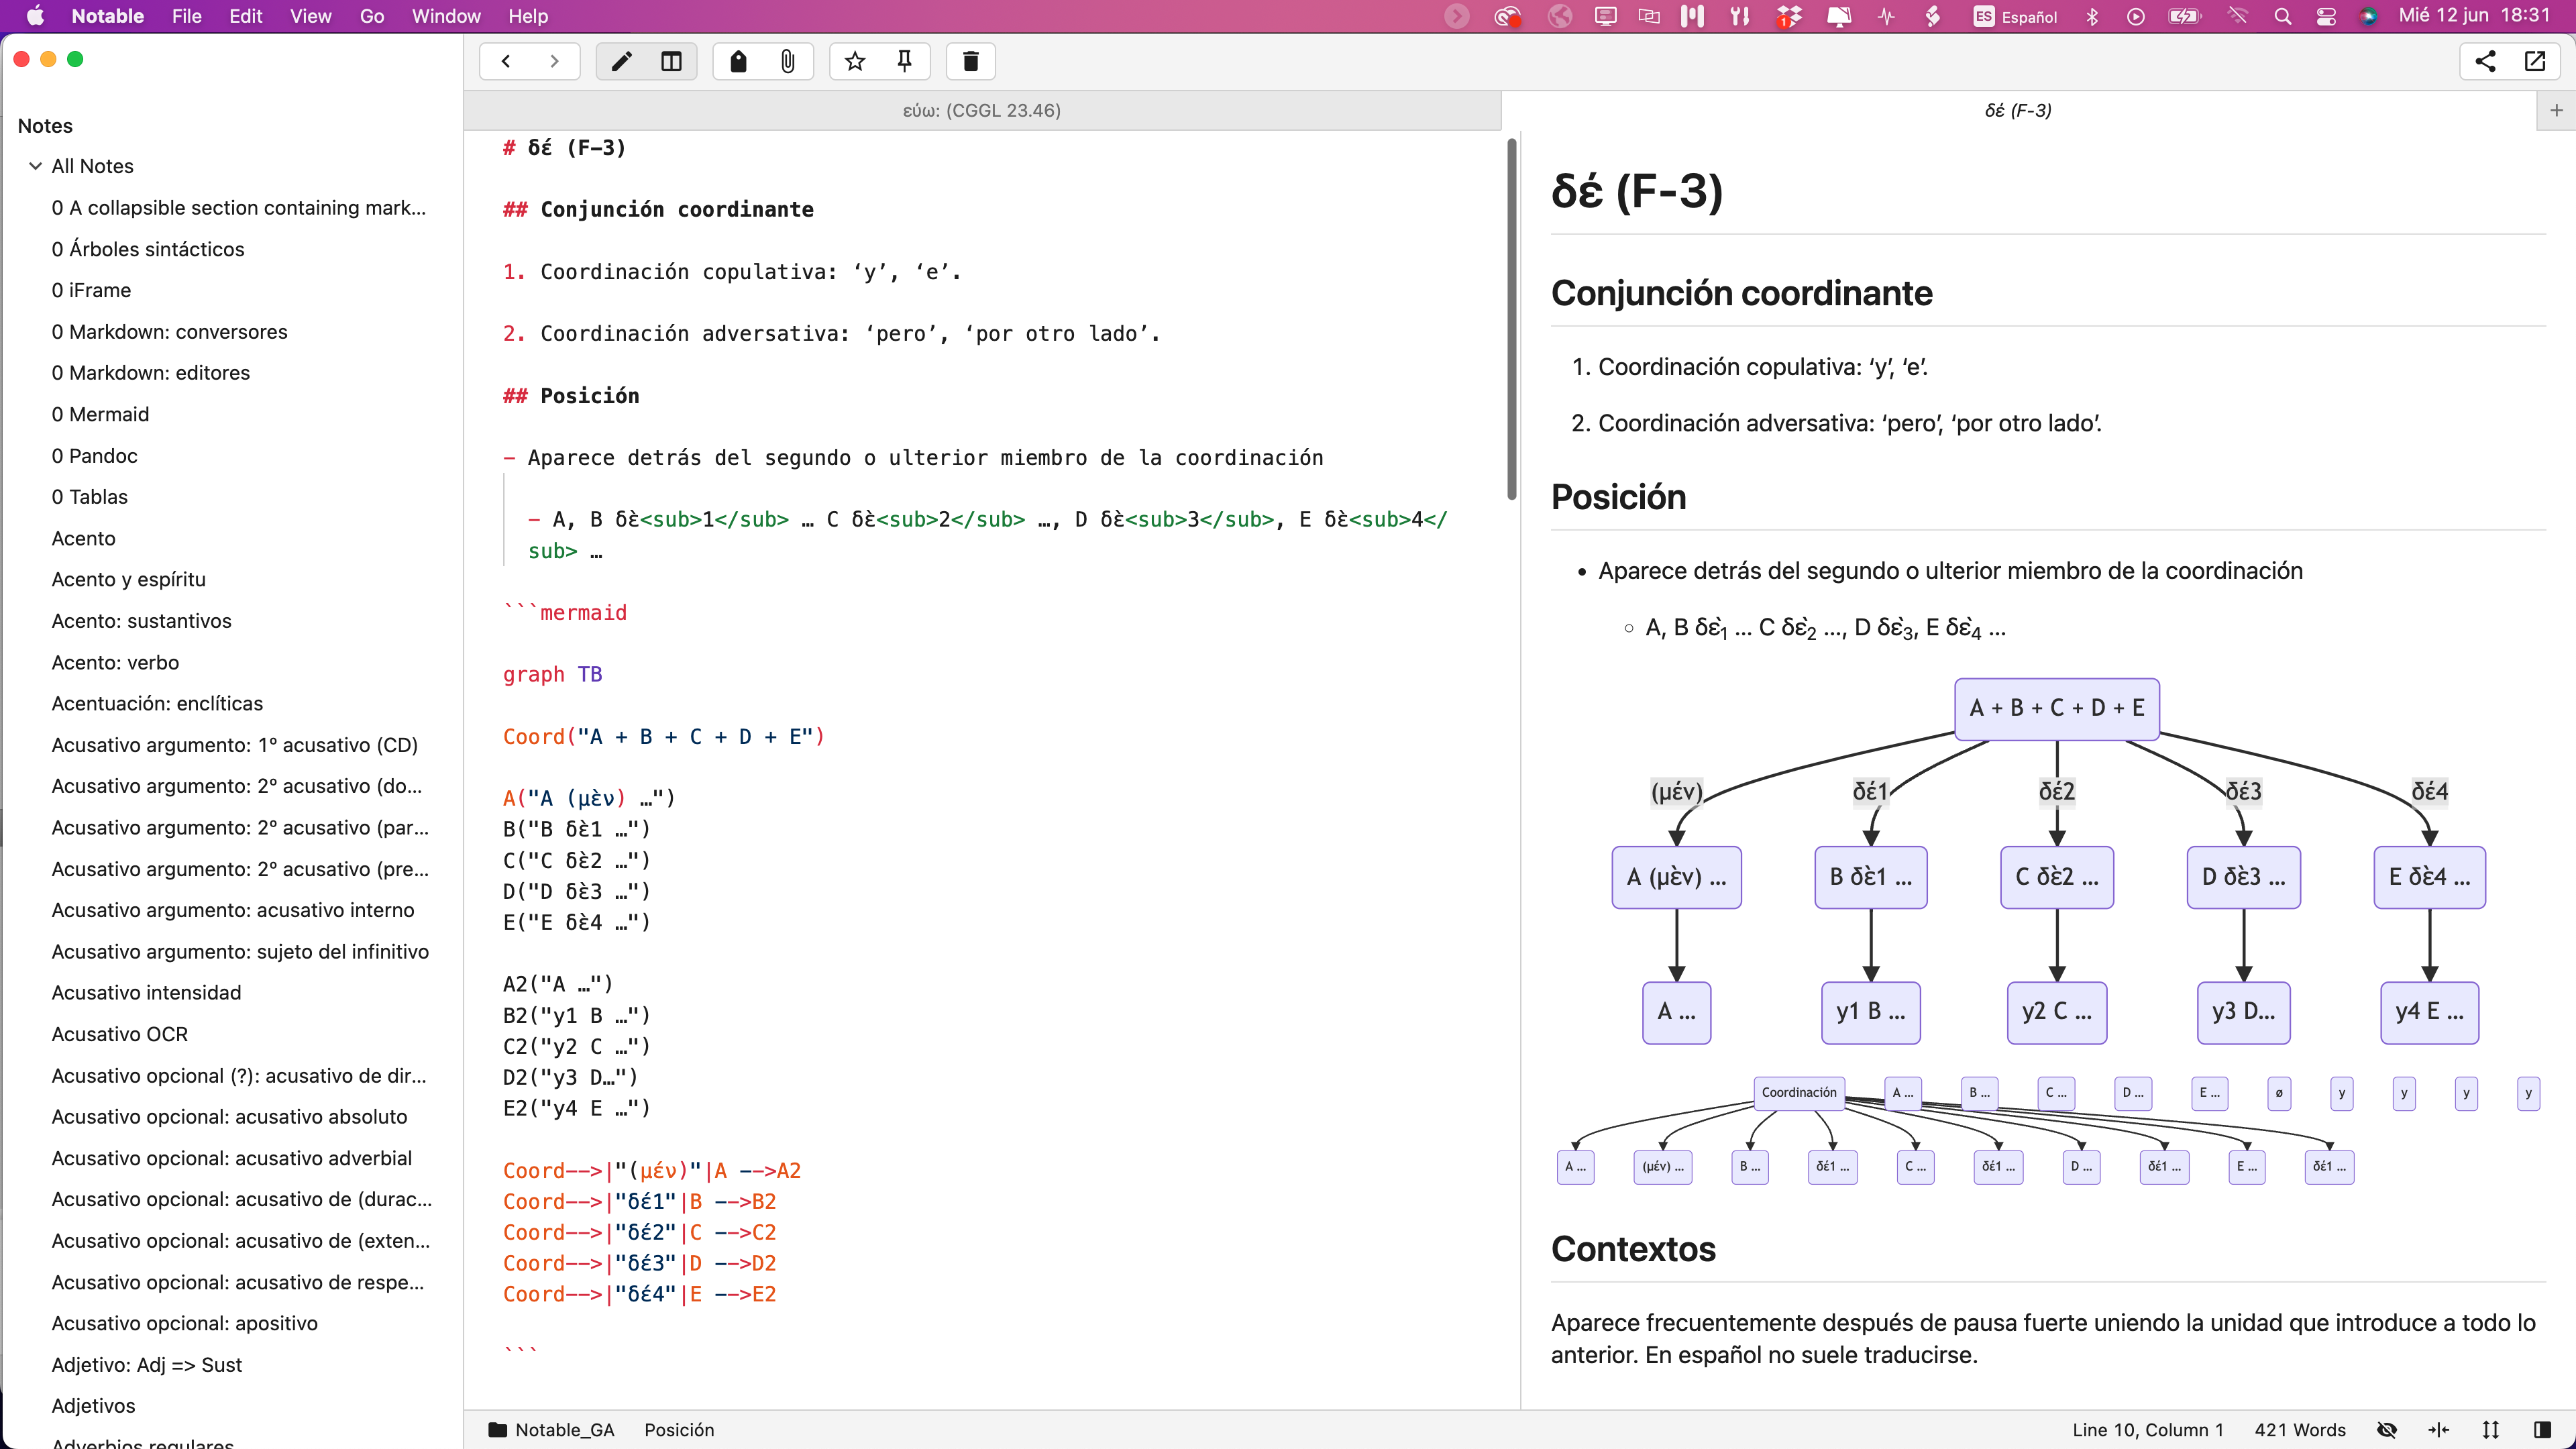 Notable File Edit View Go Window Help
1
ES Español
Mié 12 jun 18:31
Notes
All Notes
0 A collapsible section containing mark...
0 Árboles sintácticos
0 iFrame
0 Markdown: conversores
0 Markdown: editores
0 Mermaid
0 Pandoc
0 Tablas
Acento
Acento y espíritu
Acento: sustantivos
Acento: verbo
Acentuación: enclíticas
Acusativo argumento: 1º acusativo (CD)
Acusativo argumento: 2º acusativo (do...
Acusativo argumento: 2º acusativo (par...
Acusativo argumento: 2º acusativo (pre...
Acusativo argumento: acusativo interno
Acusativo argumento: sujeto del infinitivo
Acusativo intensidad
Acusativo OCR
Acusativo opcional (?): acusativo de dir...
Acusativo opcional: acusativo absoluto
Acusativo opcional: acusativo adverbial
Acusativo opcional: acusativo de (durac...
Acusativo opcional: acusativo de (exten...
Acusativo opcional: acusativo de respe...
Acusativo opcional: apositivo
Adjetivo: Adj => Sust
Adjetivos
Adverbios regulares
εύω: (CGGL 23.46)
δέ (F-3)
# δέ (F-3)
## Conjunción coordinante
1. Coordinación copulativa: ‘y’, ‘e’.
2. Coordinación adversativa: ‘pero’, ‘por otro lado’.
## Posición
- Aparece detrás del segundo o ulterior miembro de la coordinación
- A, B δὲ<sub>1</sub> … C δὲ<sub>2</sub> …, D δὲ<sub>3</sub>, E δὲ<sub>4</
sub> …
```mermaid
graph TB
Coord("A + B + C + D + E")
A("A (μὲν) …")
B("B δὲ1 …")
C("C δὲ2 …")
D("D δὲ3 …")
E("E δὲ4 …")
A2("A …")
B2("y1 B …")
C2("y2 C …")
D2("y3 D…")
E2("y4 E …")
Coord-->|"(μέν)"|A -->A2
Coord-->|"δέ1"|B -->B2
Coord-->|"δέ2"|C -->C2
Coord-->|"δέ3"|D -->D2
Coord-->|"δέ4"|E -->E2
```
δέ (F-3)
Conjunción coordinante
1. Coordinación copulativa: ‘y’, ‘e’.
2. Coordinación adversativa: ‘pero’, ‘por otro lado’.
Posición
• Aparece detrás del segundo o ulterior miembro de la coordinación
◦ A, B δὲ1 … C δὲ2 …, D δὲ3, E δὲ4 …
A + B + C + D + E
(μέν) δέ1 δέ2 δέ3 δέ4
A (μὲν) … B δὲ1 … C δὲ2 … D δὲ3 … E δὲ4 …
A … y1 B … y2 C … y3 D… y4 E …
Coordinación A … B … C … D … E … ø y y y y
A … (μέν) … B … δέ1 … C … δέ1 … D … δέ1 … E … δέ1 …
Contextos
Aparece frecuentemente después de pausa fuerte uniendo la unidad que introduce a todo lo
anterior. En español no suele traducirse.
Notable_GA Posición
Line 10, Column 1 421 Words